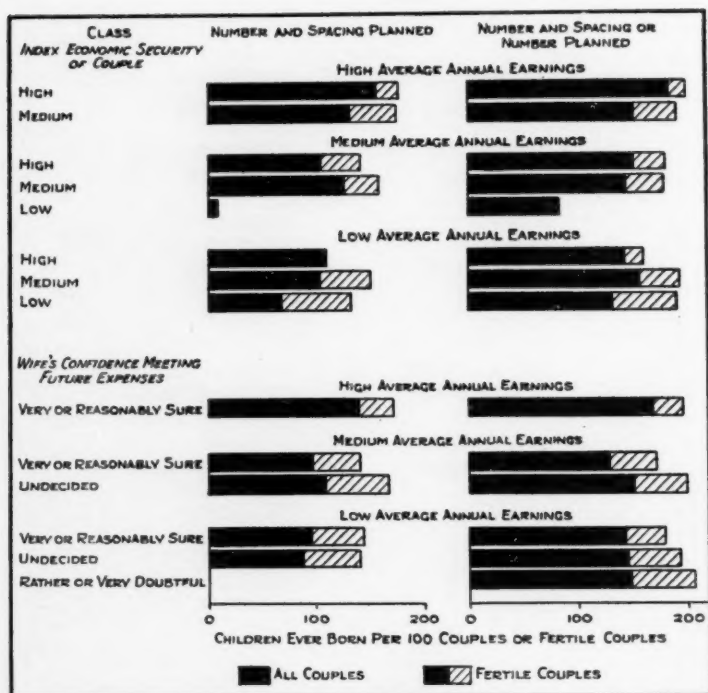 CLASS
INDEX ECONOMIC SECURITY
OF COUPLE
NUMBER AND SPACING PLANNED
NUMBER AND SPACING OR
NUMBER PLANNED
HIGH AVERAGE ANNUAL EARNINGS
HIGH
MEDIUM
MEDIUM AVERAGE ANNUAL EARNINGS
HIGH
MEDIUM
LOW
LOW AVERAGE ANNUAL EARNINGS
HIGH
MEDIUM
LOW
WIFE'S CONFIDENCE MEETING
FUTURE EXPENSES
HIGH AVERAGE ANNUAL EARNINGS
VERY OR REASONABLY SURE
MEDIUM AVERAGE ANNUAL EARNINGS
VERY OR REASONABLY SURE
UNDECIDED
LOW AVERAGE ANNUAL EARNINGS
VERY OR REASONABLY SURE
UNDECIDED
RATHER OR VERY DOUBTFUL
0 100 200 0 100 200
CHILDREN EVER BORN PER 100 COUPLES OR FERTILE COUPLES
ALL COUPLES FERTILE COUPLES